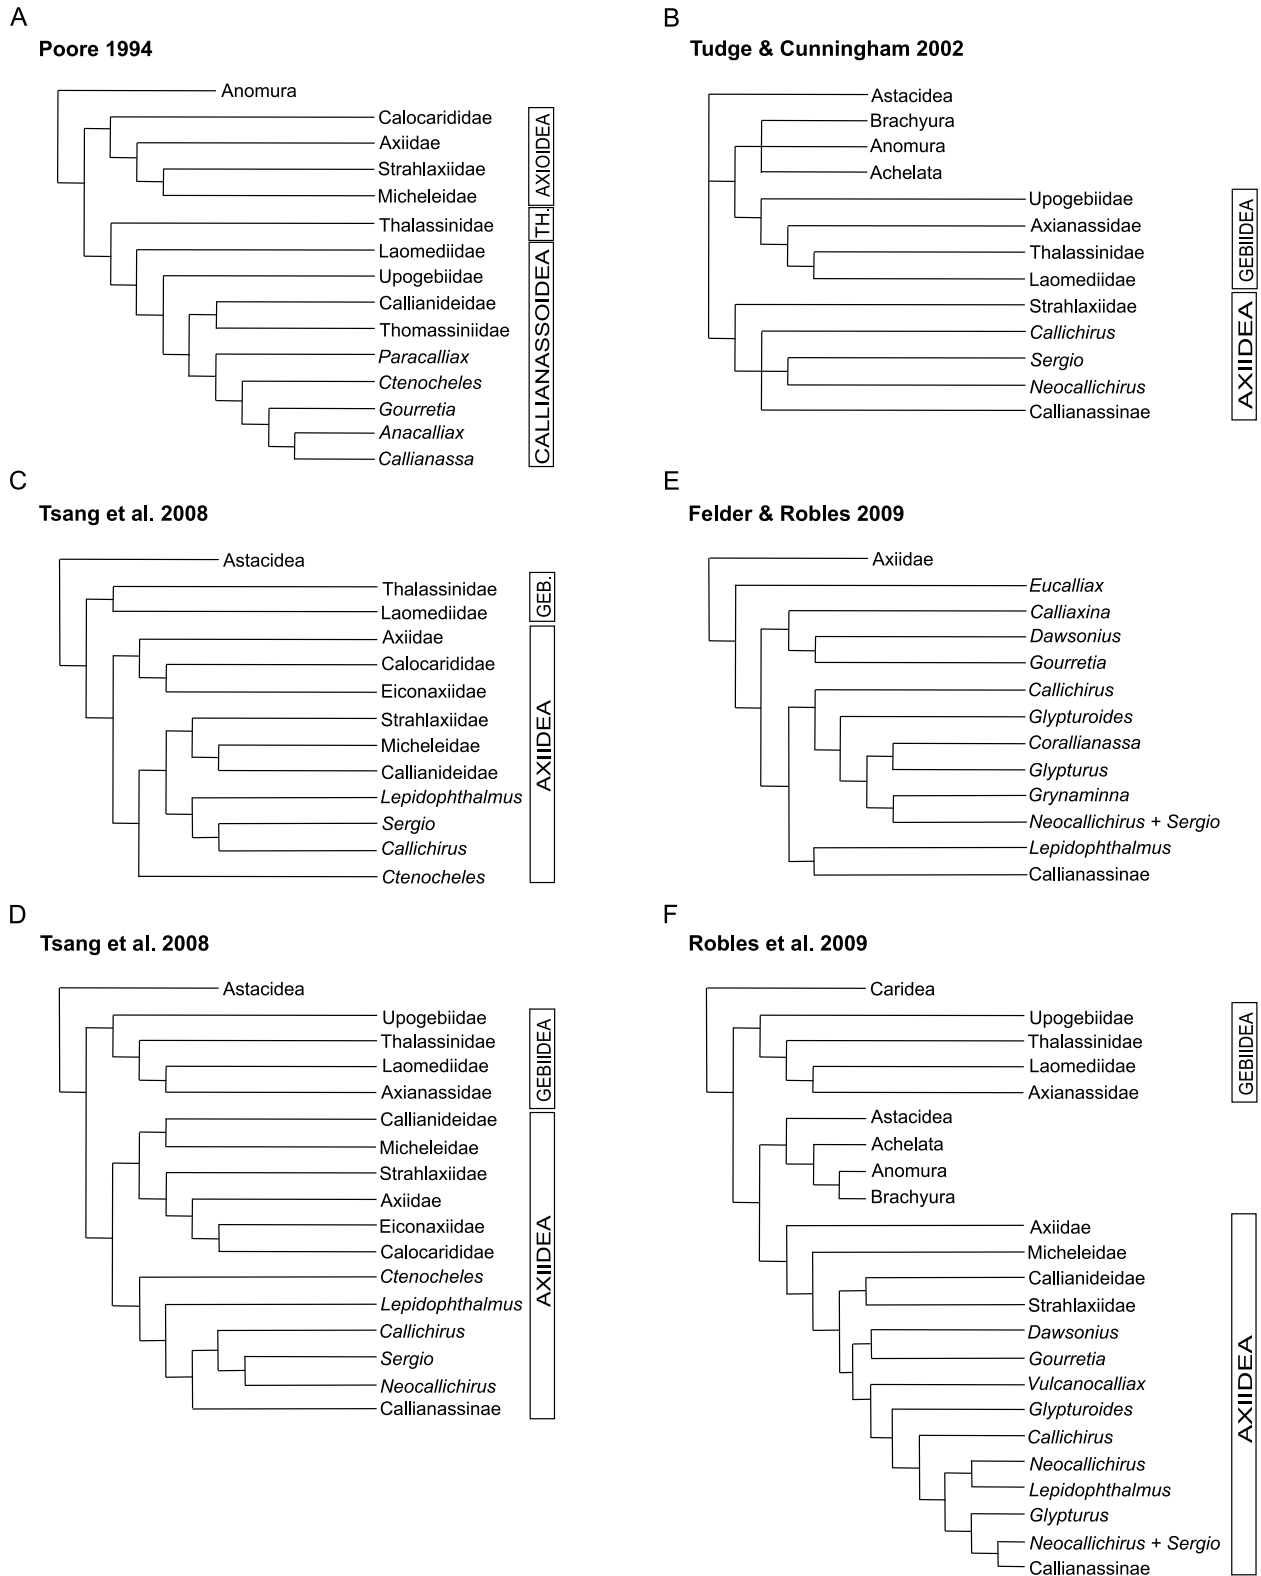 A
Poore 1994
Anomura
Calocarididae
Axiidae
Strahlaxiidae
Micheleidae
Thalassinidae
Laomediidae
Upogebiidae
Callianideidae
Thomassiniidae
Paracalliax
Ctenocheles
Gourretia
Anacalliax
Callianassa
AXIOIDEA
TH.
CALLIANASSOIDEA
B
Tudge & Cunningham 2002
Astacidea
Brachyura
Anomura
Achelata
Upogebiidae
Axianassidae
Thalassinidae
Laomediidae
Strahlaxiidae
Callichirus
Sergio
Neocallichirus
Callianassinae
GEBIIDEA
AXIIDEA
C
Tsang et al. 2008
Astacidea
Thalassinidae
Laomediidae
Axiidae
Calocarididae
Eiconaxiidae
Strahlaxiidae
Micheleidae
Callianideidae
Lepidophthalmus
Sergio
Callichirus
Ctenocheles
GEB.
AXIIDEA
E
Felder & Robles 2009
Axiidae
Eucalliax
Calliaxina
Dawsonius
Gourretia
Callichirus
Glypturoides
Corallianassa
Glypturus
Grynaminna
Neocallichirus + Sergio
Lepidophthalmus
Callianassinae
D
Tsang et al. 2008
Astacidea
Upogebiidae
Thalassinidae
Laomediidae
Axianassidae
Callianideidae
Micheleidae
Strahlaxiidae
Axiidae
Eiconaxiidae
Calocarididae
Ctenocheles
Lepidophthalmus
Callichirus
Sergio
Neocallichirus
Callianassinae
GEBIIDEA
AXIIDEA
F
Robles et al. 2009
Caridea
Upogebiidae
Thalassinidae
Laomediidae
Axianassidae
Astacidea
Achelata
Anomura
Brachyura
Axiidae
Micheleidae
Callianideidae
Strahlaxiidae
Dawsonius
Gourretia
Vulcanocalliax
Glypturoides
Callichirus
Neocallichirus
Lepidophthalmus
Glypturus
Neocallichirus + Sergio
Callianassinae
GEBIIDEA
AXIIDEA